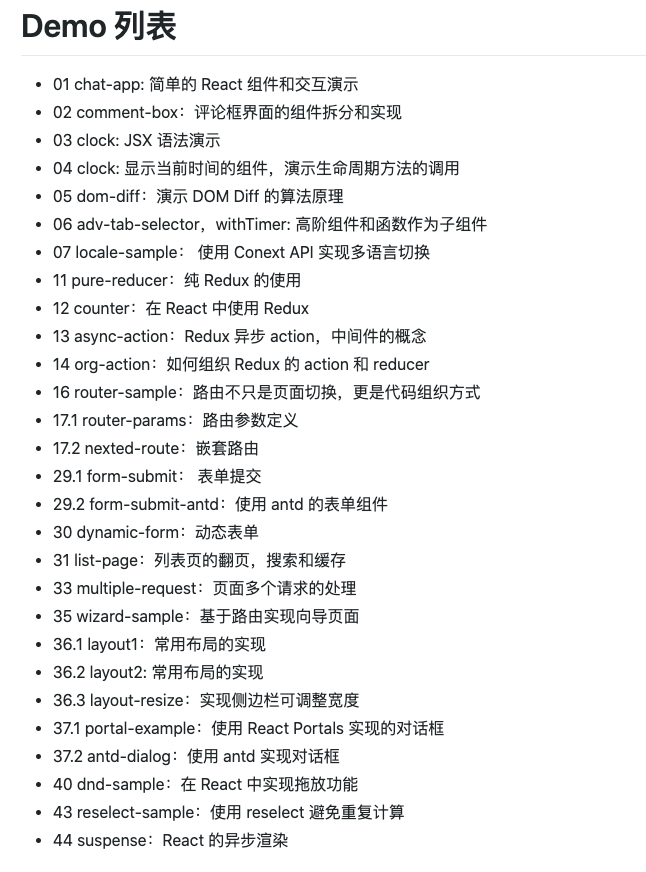 Demo 列表
• 01 chat-app: 简单的 React 组件和交互演示
• 02 comment-box：评论框界面的组件拆分和实现
• 03 clock: JSX 语法演示
• 04 clock: 显示当前时间的组件，演示生命周期方法的调用
• 05 dom-diff：演示 DOM Diff 的算法原理
• 06 adv-tab-selector，withTimer: 高阶组件和函数作为子组件
• 07 locale-sample： 使用 Conext API 实现多语言切换
• 11 pure-reducer：纯 Redux 的使用
• 12 counter：在 React 中使用 Redux
• 13 async-action：Redux 异步 action，中间件的概念
• 14 org-action：如何组织 Redux 的 action 和 reducer
• 16 router-sample：路由不只是页面切换，更是代码组织方式
• 17.1 router-params：路由参数定义
• 17.2 nexted-route：嵌套路由
• 29.1 form-submit： 表单提交
• 29.2 form-submit-antd：使用 antd 的表单组件
• 30 dynamic-form：动态表单
• 31 list-page：列表页的翻页，搜索和缓存
• 33 multiple-request：页面多个请求的处理
• 35 wizard-sample：基于路由实现向导页面
• 36.1 layout1：常用布局的实现
• 36.2 layout2: 常用布局的实现
• 36.3 layout-resize：实现侧边栏可调整宽度
• 37.1 portal-example：使用 React Portals 实现的对话框
• 37.2 antd-dialog：使用 antd 实现对话框
• 40 dnd-sample：在 React 中实现拖放功能
• 43 reselect-sample：使用 reselect 避免重复计算
• 44 suspense：React 的异步渲染